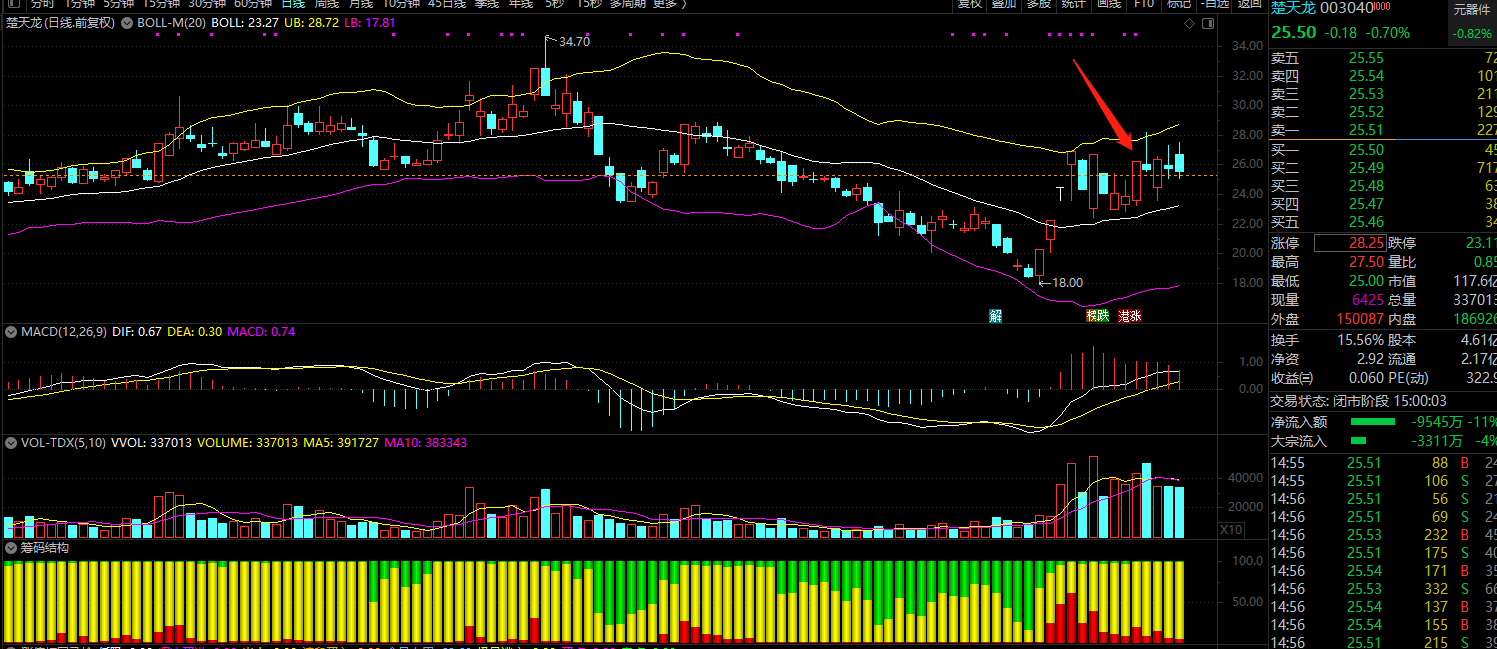 分时 1分钟 5分钟 15分钟 30分钟 60分钟 日线 周线 月线 10分钟 45日线 季线 年线 5秒 15秒 多周期 更多 〉 复权 叠加 多股 统计 画线 F10 标记 -自选 返回
楚天龙(日线.前复权) BOLL-M(20) BOLL: 23.27 UB: 28.72 LB: 17.81
34.70
34.00
32.00
30.00
28.00
26.00
24.00
22.00
20.00
18.00
←18.00
解 榜跌 港涨
MACD(12,26,9) DIF: 0.67 DEA: 0.30 MACD: 0.74
1.00
0.00
VOL-TDX(5,10) VVOL: 337013 VOLUME: 337013 MA5: 391727 MA10: 383343
40000
20000
X10
筹码结构
100.0
50.00
楚天龙 003040
元器件
25.50 -0.18 -0.70%
-0.82%
卖五 25.55
卖四 25.54
卖三 25.53
卖二 25.52
卖一 25.51
买一 25.50
买二 25.49
买三 25.48
买四 25.47
买五 25.46
涨停 28.25 跌停 23.11
最高 27.50 量比 0.85
最低 25.00 市值 117.6亿
现量 6425 总量 337013
外盘 150087 内盘 186926
换手 15.56% 股本 4.61亿
净资 2.92 流通 2.17亿
收益㈢ 0.060 PE(动) 322.9
交易状态: 闭市阶段 15:00:03
净流入额 -9545万 -11%
大宗流入 -3311万 -4%
14:55 25.51 88 B
14:55 25.51 106 S
14:56 25.51 56 S
14:56 25.51 69 S
14:56 25.53 232 B
14:56 25.51 175 S
14:56 25.54 171 B
14:56 25.53 332 S
14:56 25.54 137 B
14:56 25.54 155 B
14:56 25.51 215 S